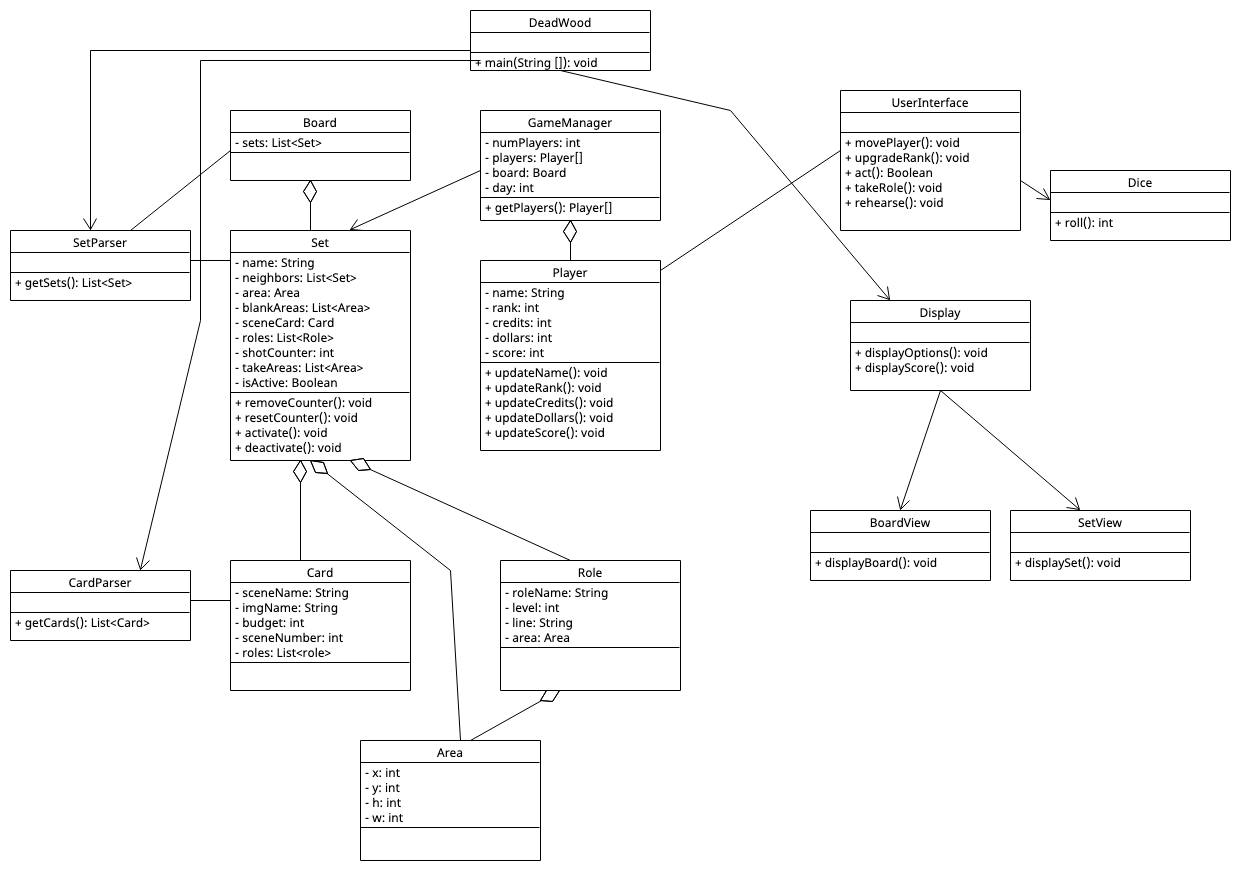 DeadWood
+ main(String []): void
Board
- sets: List<Set>
GameManager
- numPlayers: int
- players: Player[]
- board: Board
- day: int
+ getPlayers(): Player[]
UserInterface
+ movePlayer(): void
+ upgradeRank(): void
+ act(): Boolean
+ takeRole(): void
+ rehearse(): void
Dice
+ roll(): int
SetParser
+ getSets(): List<Set>
Set
- name: String
- neighbors: List<Set>
- area: Area
- blankAreas: List<Area>
- sceneCard: Card
- roles: List<Role>
- shotCounter: int
- takeAreas: List<Area>
- isActive: Boolean
+ removeCounter(): void
+ resetCounter(): void
+ activate(): void
+ deactivate(): void
Player
- name: String
- rank: int
- credits: int
- dollars: int
- score: int
+ updateName(): void
+ updateRank(): void
+ updateCredits(): void
+ updateDollars(): void
+ updateScore(): void
Display
+ displayOptions(): void
+ displayScore(): void
BoardView
+ displayBoard(): void
SetView
+ displaySet(): void
CardParser
+ getCards(): List<Card>
Card
- sceneName: String
- imgName: String
- budget: int
- sceneNumber: int
- roles: List<role>
Role
- roleName: String
- level: int
- line: String
- area: Area
Area
- x: int
- y: int
- h: int
- w: int